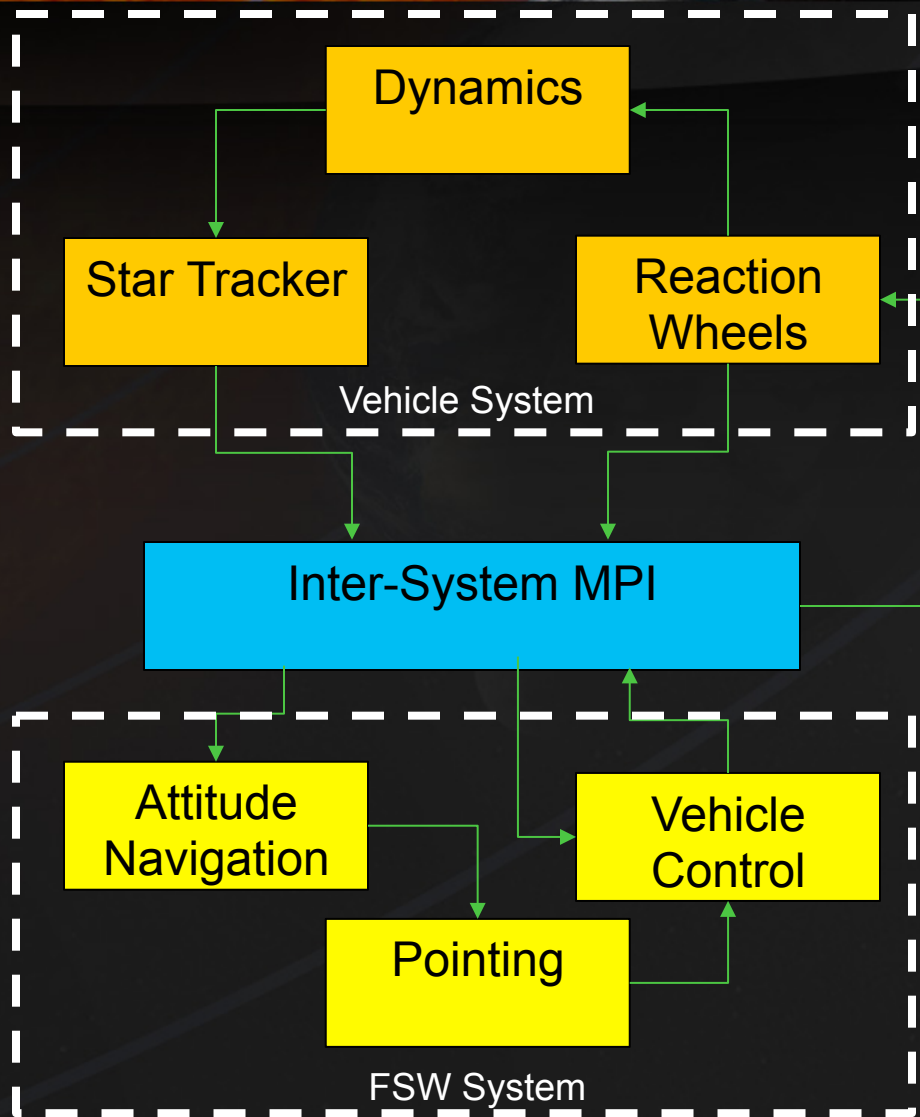 Dynamics
Star Tracker
Reaction
Wheels
Vehicle System
Inter-System MPI
Attitude
Navigation
Vehicle
Control
Pointing
FSW System